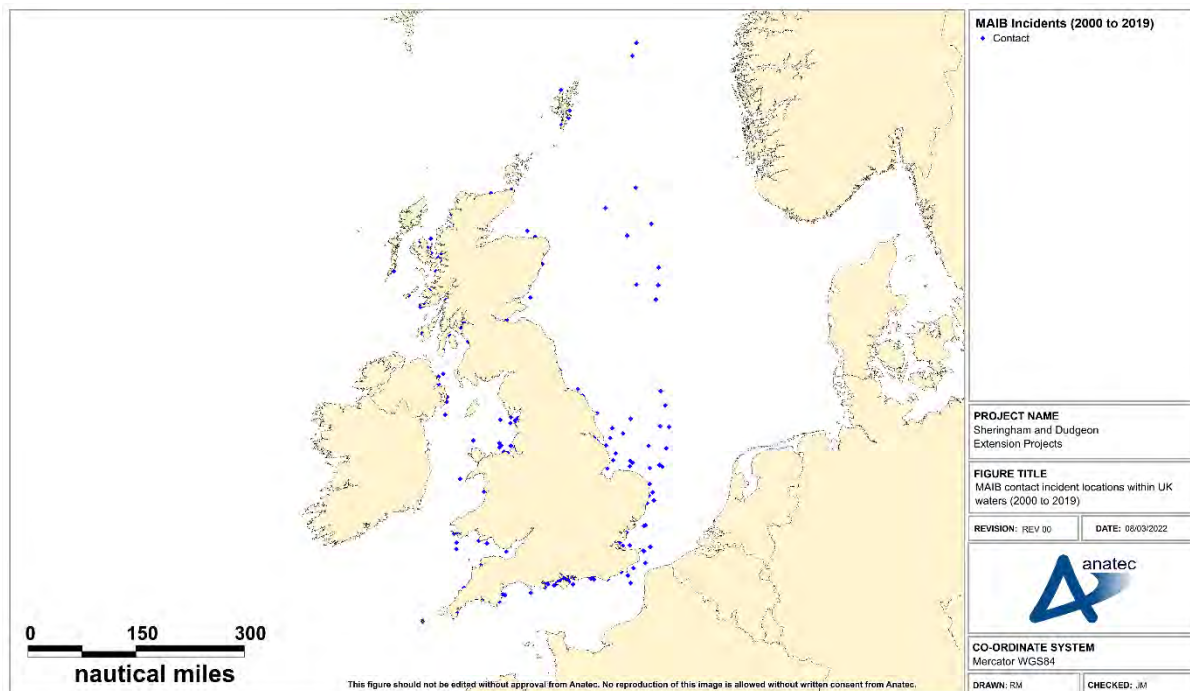 MAIB Incidents (2000 to 2019)
Contact
PROJECT NAME
Sheringham and Dudgeon
Extension Projects
FIGURE TITLE
MAIB contact incident locations within UK
waters (2000 to 2019)
REVISION: REV 00
DATE: 08/03/2022
anatec
CO-ORDINATE SYSTEM
Mercator WGS84
DRAWN: RM
CHECKED: JM
0 150 300
nautical miles
This figure should not be edited without approval from Anatec. No reproduction of this image is allowed without written consent from Anatec.